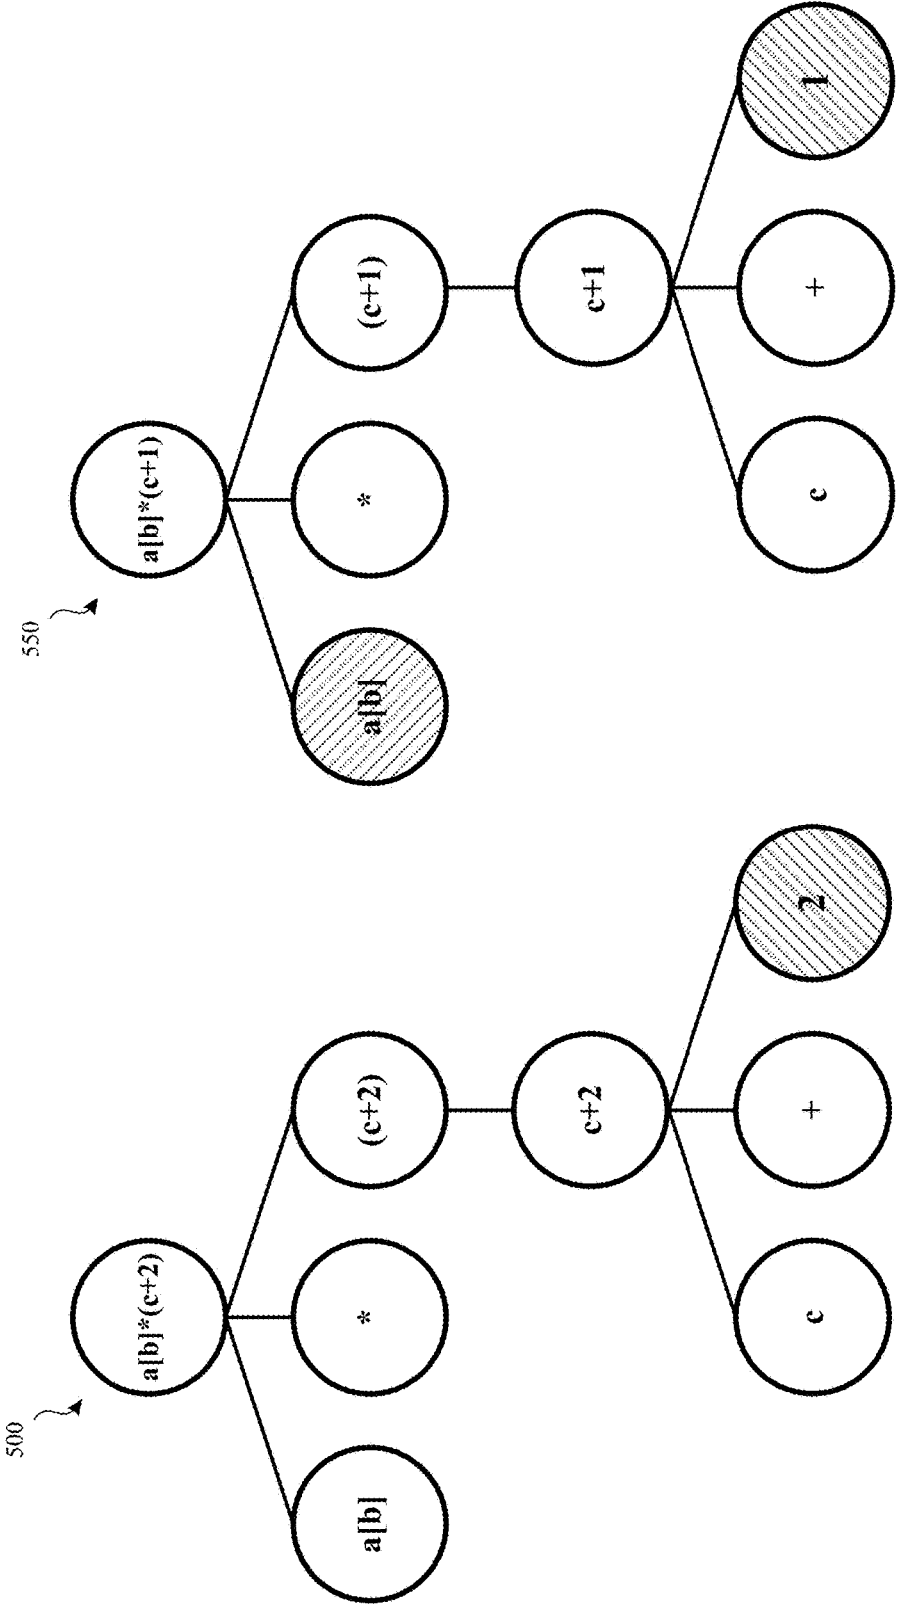 500
a[b]*(c+2)
a[b]
*
(c+2)
c+2
c
+
2
550
a[b]*(c+1)
a[b]
*
(c+1)
c+1
c
+
1